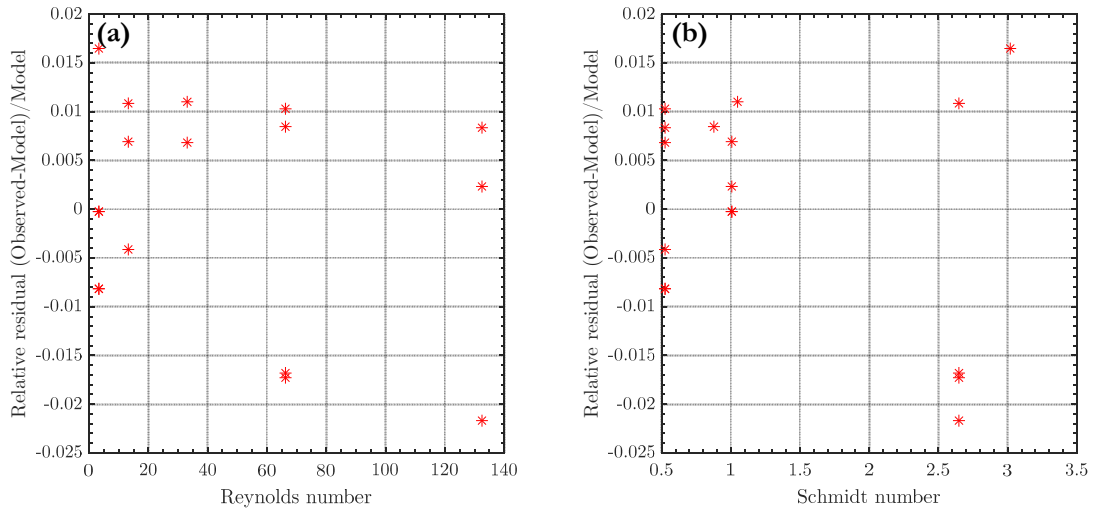 (a)
Relative residual (Observed-Model)/Model
0.02
0.015
0.01
0.005
0
-0.005
-0.01
-0.015
-0.02
-0.025
0 20 40 60 80 100 120 140
Reynolds number
(b)
Relative residual (Observed-Model)/Model
0.02
0.015
0.01
0.005
0
-0.005
-0.01
-0.015
-0.02
-0.025
0.5 1 1.5 2 2.5 3 3.5
Schmidt number